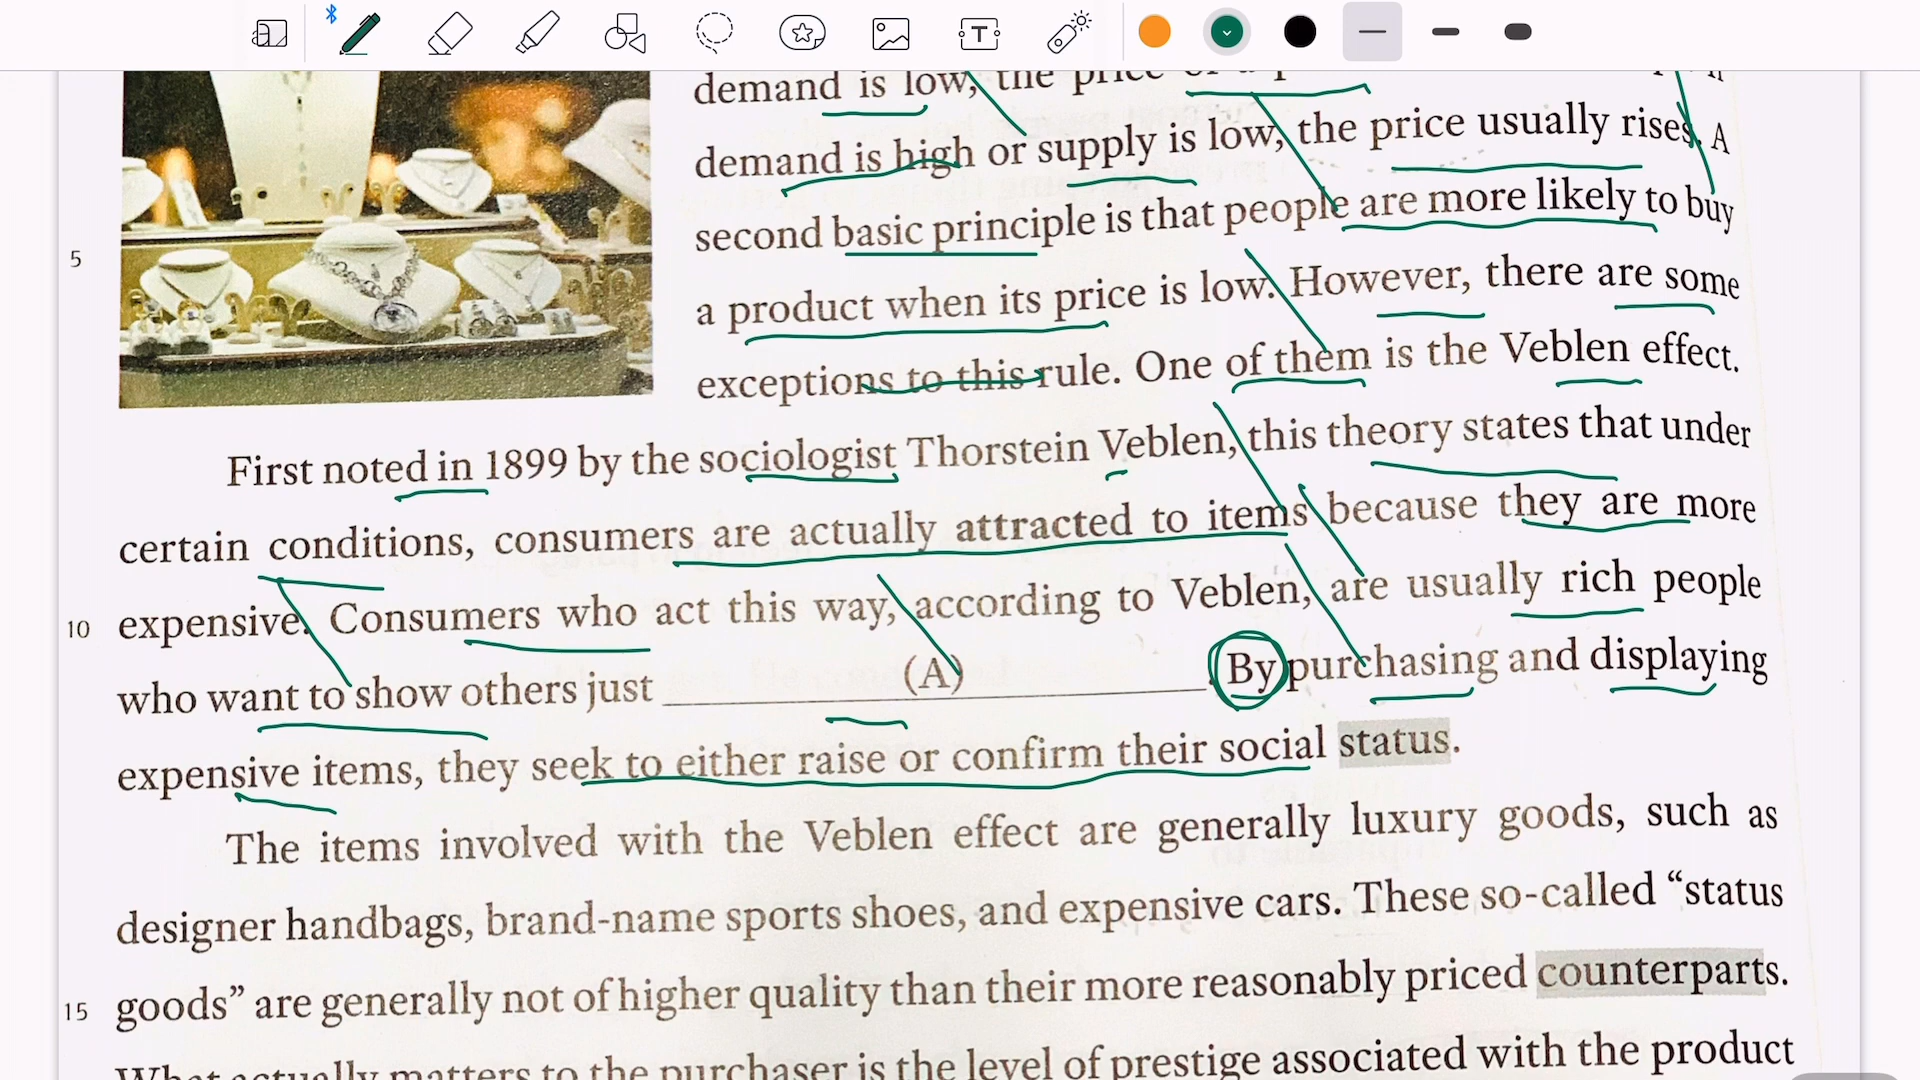 demand is low, the price
demand is high or supply is low, the price usually rises. A
second basic principle is that people are more likely to buy
5
a product when its price is low. However, there are some
exceptions to this rule. One of them is the Veblen effect.
First noted in 1899 by the sociologist Thorstein Veblen, this theory states that under
certain conditions, consumers are actually attracted to items because they are more
10 expensive. Consumers who act this way, according to Veblen, are usually rich people
who want to show others just (A) . By purchasing and displaying
expensive items, they seek to either raise or confirm their social status.
The items involved with the Veblen effect are generally luxury goods, such as
designer handbags, brand-name sports shoes, and expensive cars. These so-called “status
15 goods” are generally not of higher quality than their more reasonably priced counterparts.
What actually matters to the purchaser is the level of prestige associated with the product